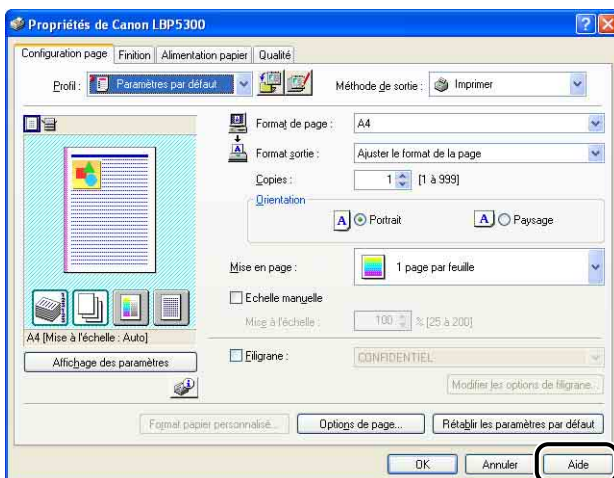 Propriétés de Canon LBP5300
Configuration page Finition Alimentation papier Qualité
Profil : Paramètres par défaut Méthode de sortie : Imprimer
Format de page : A4
Format sortie : Ajuster le format de la page
Copies : 1 [1 à 999]
Orientation
A Portrait A Paysage
Mise en page : 1 page par feuille
Echelle manuelle
Mise à l'échelle : 100 % [25 à 200]
A4 [Mise à l'échelle : Auto]
Affichage des paramètres
Filigrane : CONFIDENTIEL
Modifier les options de filigrane...
Format papier personnalisé... Options de page... Rétablir les paramètres par défaut
OK Annuler Aide